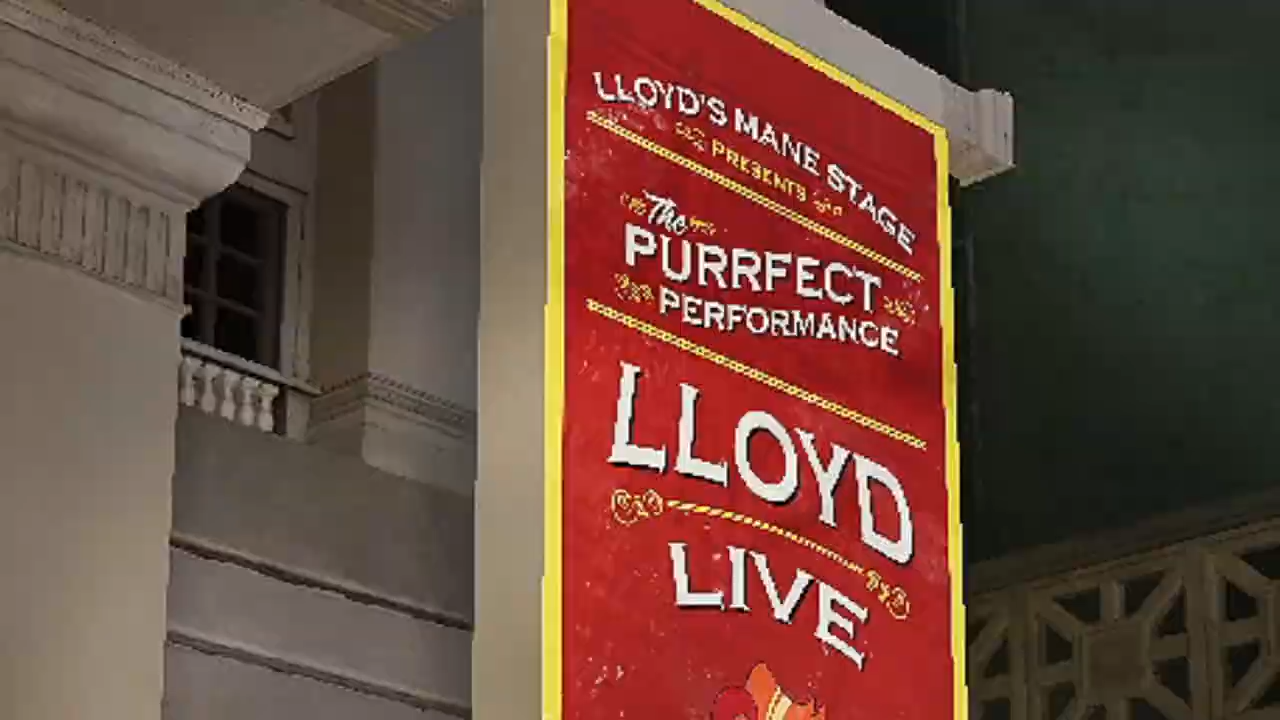 LLOYD'S MANE STAGE
PRESENTS
The
PURRFECT
PERFORMANCE
LLOYD
LIVE